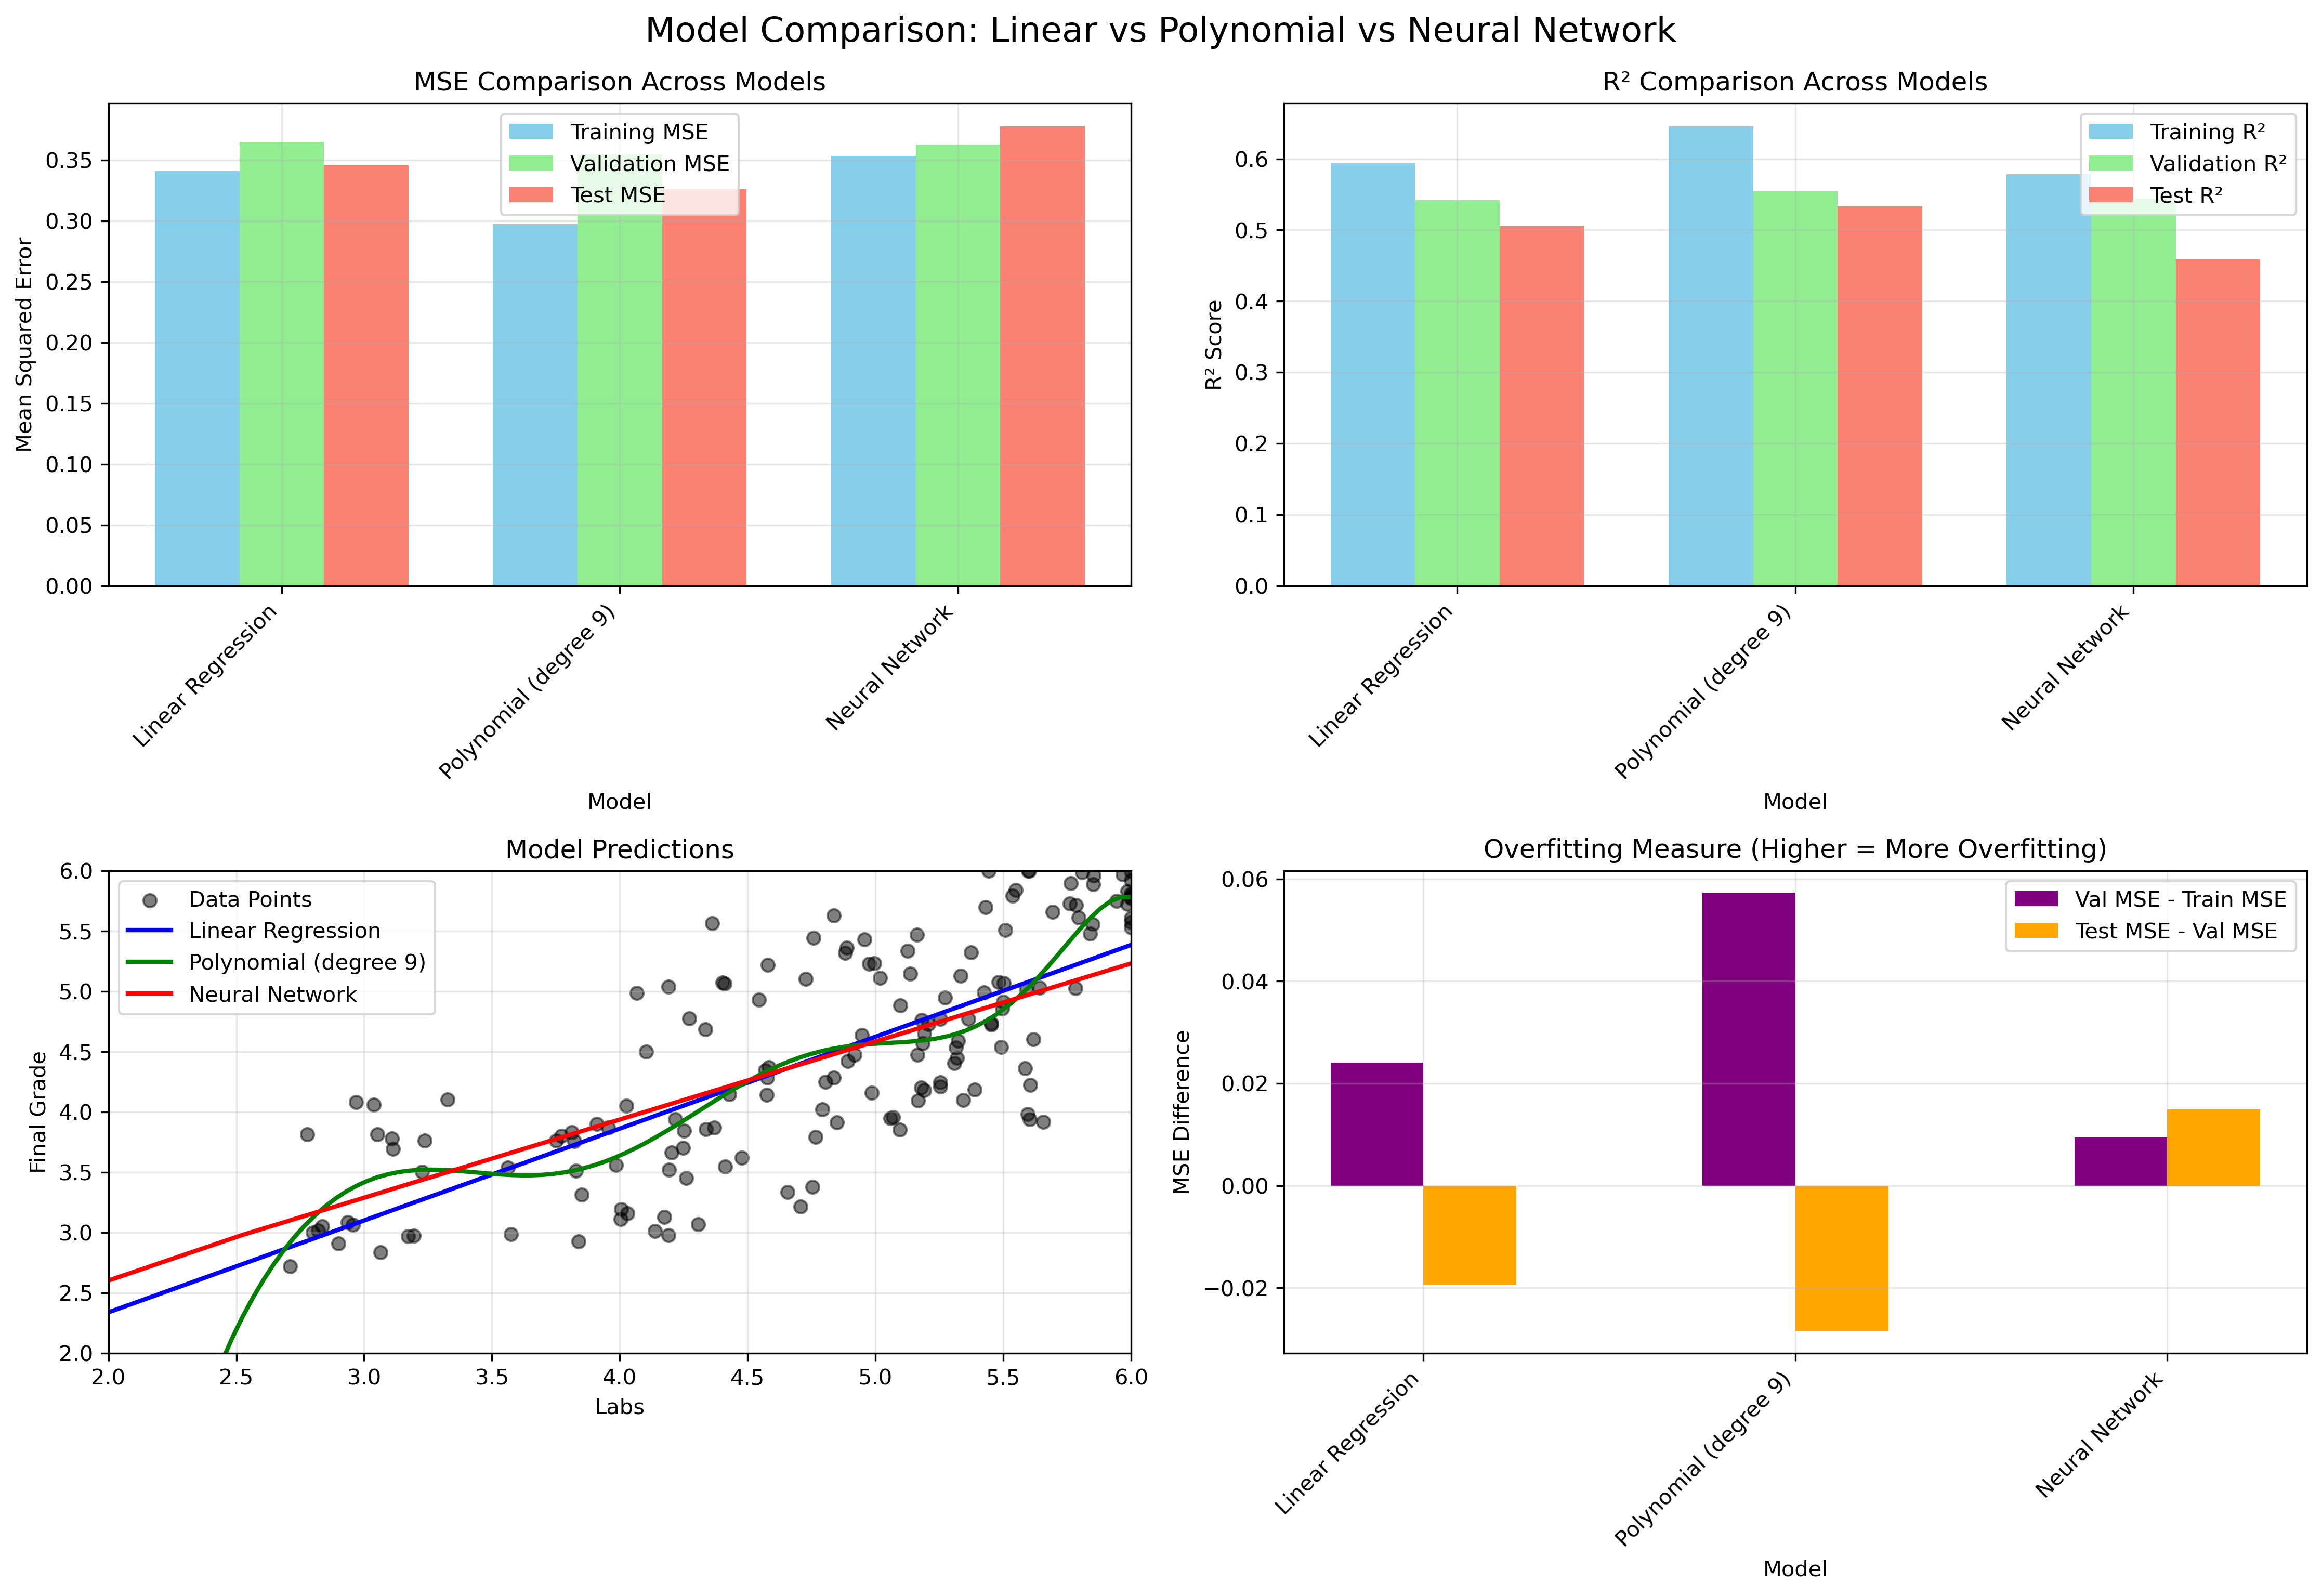 Model Comparison: Linear vs Polynomial vs Neural Network
MSE Comparison Across Models
Training MSE
Validation MSE
Test MSE
Mean Squared Error
0.35
0.30
0.25
0.20
0.15
0.10
0.05
0.00
Linear Regression
Polynomial (degree 9)
Neural Network
Model
R² Comparison Across Models
Training R²
Validation R²
Test R²
R² Score
0.6
0.5
0.4
0.3
0.2
0.1
0.0
Linear Regression
Polynomial (degree 9)
Neural Network
Model
Model Predictions
Data Points
Linear Regression
Polynomial (degree 9)
Neural Network
Final Grade
6.0
5.5
5.0
4.5
4.0
3.5
3.0
2.5
2.0
2.0 2.5 3.0 3.5 4.0 4.5 5.0 5.5 6.0
Labs
Overfitting Measure (Higher = More Overfitting)
Val MSE - Train MSE
Test MSE - Val MSE
MSE Difference
0.06
0.04
0.02
0.00
−0.02
Linear Regression
Polynomial (degree 9)
Neural Network
Model